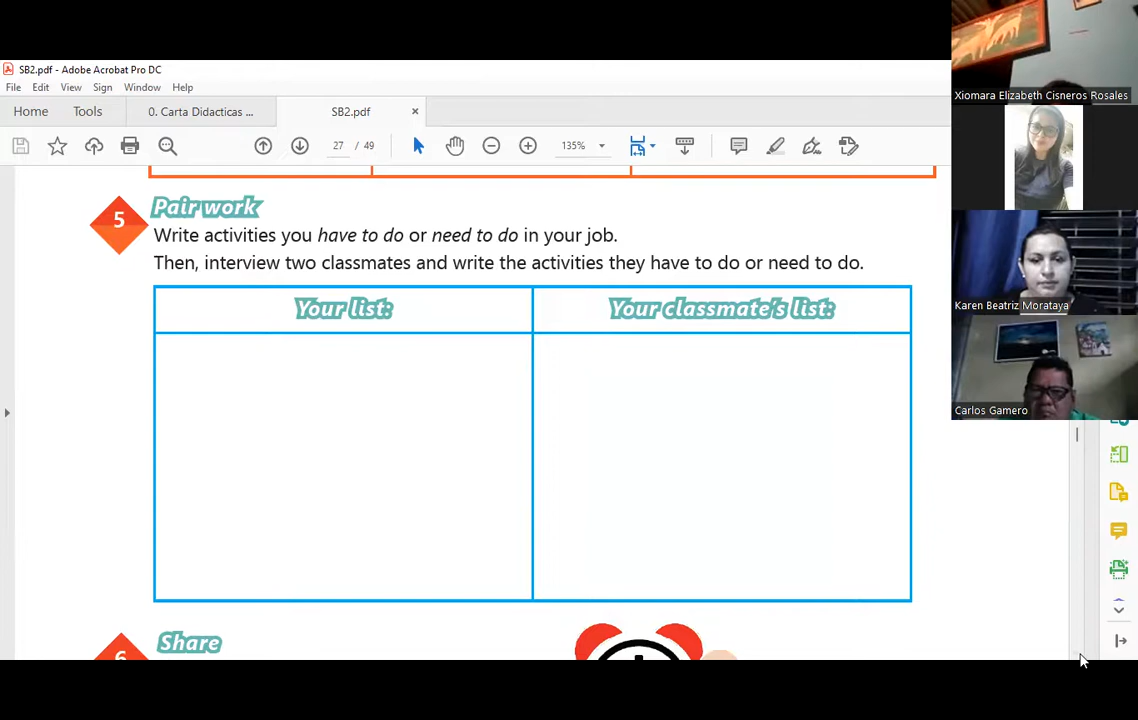 SB2.pdf - Adobe Acrobat Pro DC
File Edit View Sign Window Help
Home Tools 0. Carta Didacticas ... SB2.pdf ×
27 / 49 135%
5 Pair work
Write activities you have to do or need to do in your job.
Then, interview two classmates and write the activities they have to do or need to do.
Your list: Your classmate's list:
6 Share
Xiomara Elizabeth Cisneros Rosales
Karen Beatriz Morataya
Carlos Gamero